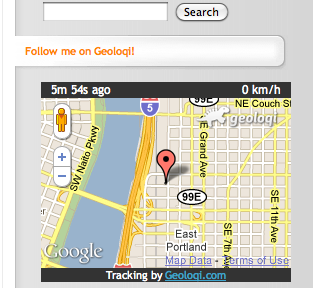 Search
Follow me on Geoloqi!
5m 54s ago 0 km/h
99E NE Couch St
geoloqi
5
SW Naito Pkwy
NE Grand Ave
99E
East
Portland
SE 7th Ave
SE 11th Ave
Google
Map Data - Terms of Use
Tracking by Geoloqi.com